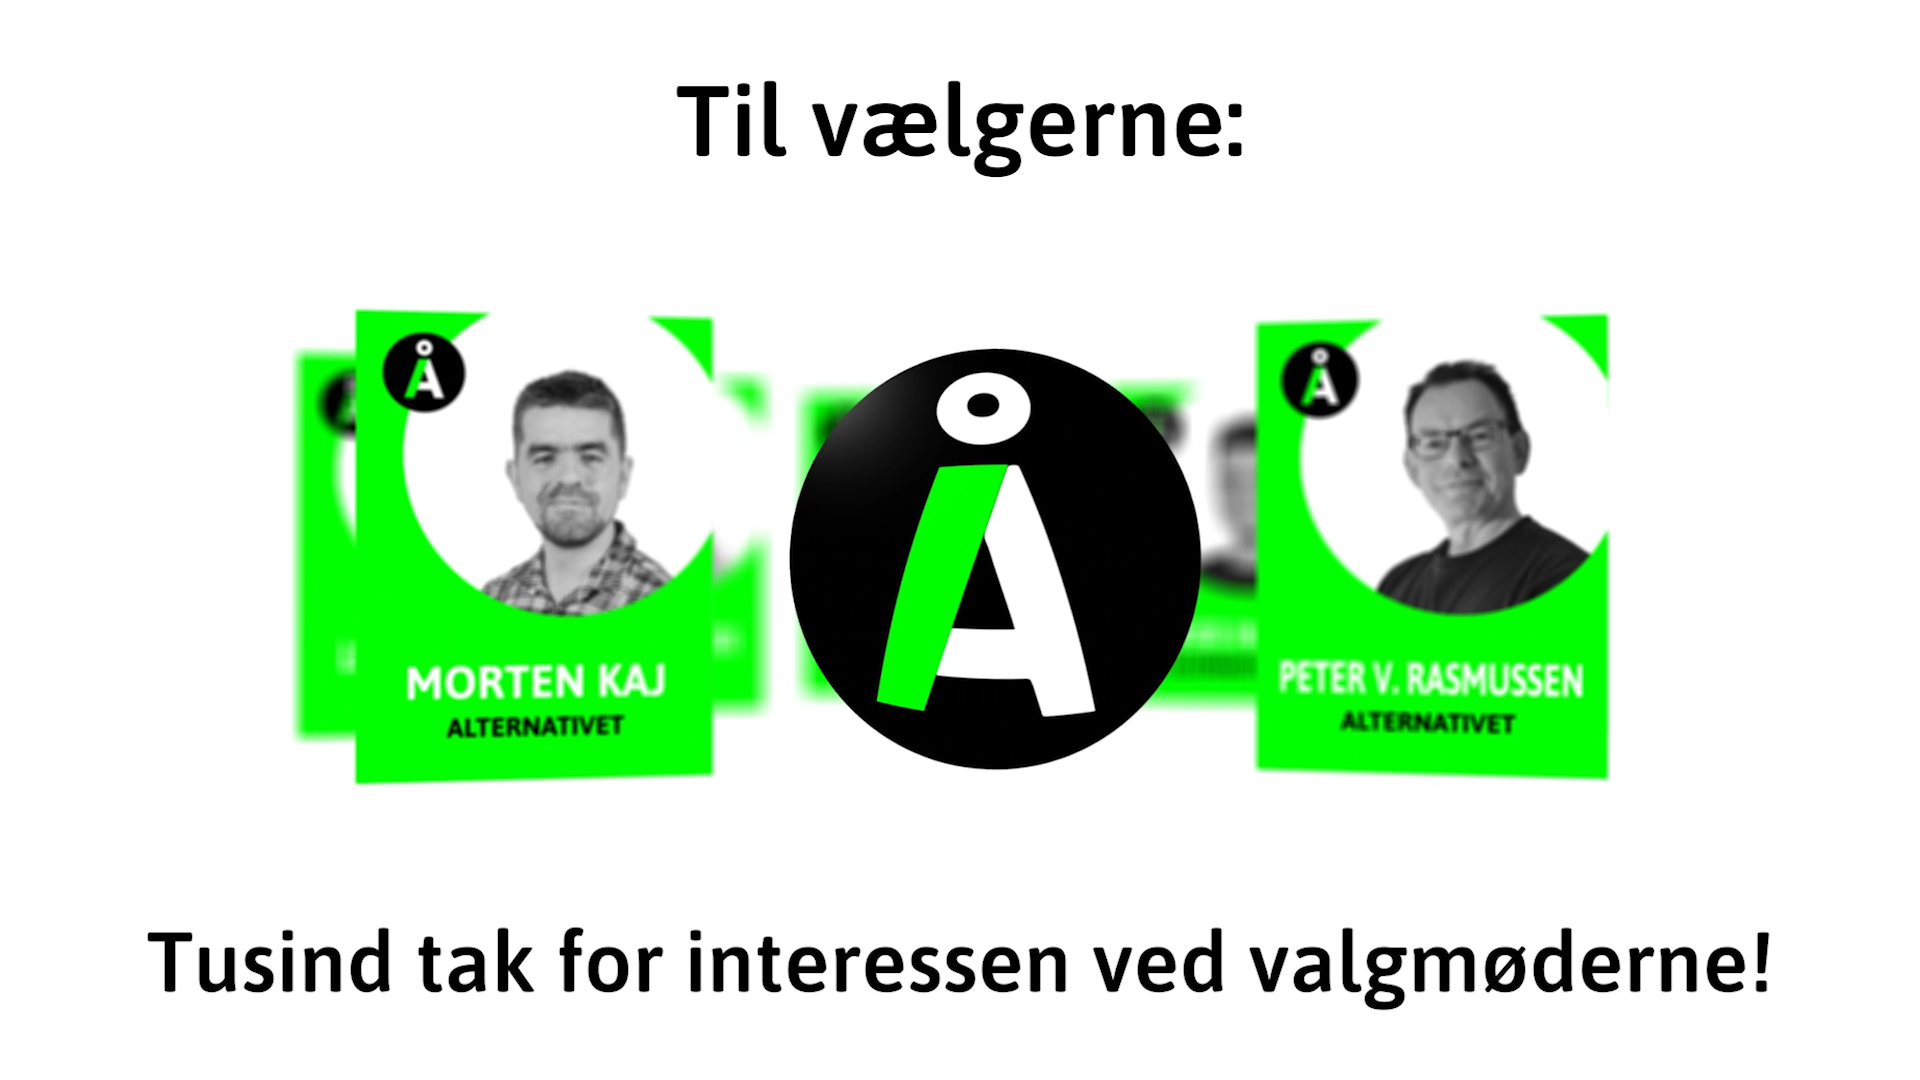 Til vælgerne:
Å
MORTEN KAJ
ALTERNATIVET
Å
Å
PETER V. RASMUSSEN
ALTERNATIVET
Tusind tak for interessen ved valgmøderne!